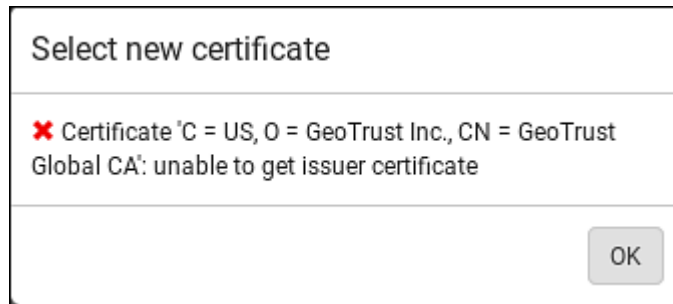 Select new certificate
✖ Certificate 'C = US, O = GeoTrust Inc., CN = GeoTrust
Global CA': unable to get issuer certificate
OK